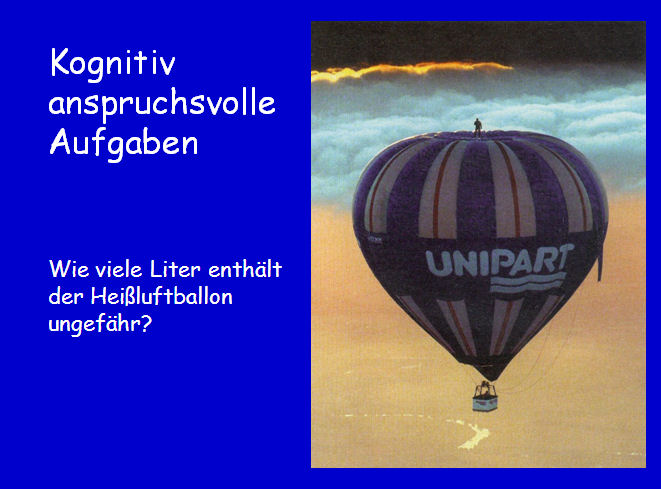 Kognitiv
anspruchsvolle
Aufgaben
Wie viele Liter enthält
der Heißluftballon
ungefähr?
UNIPART